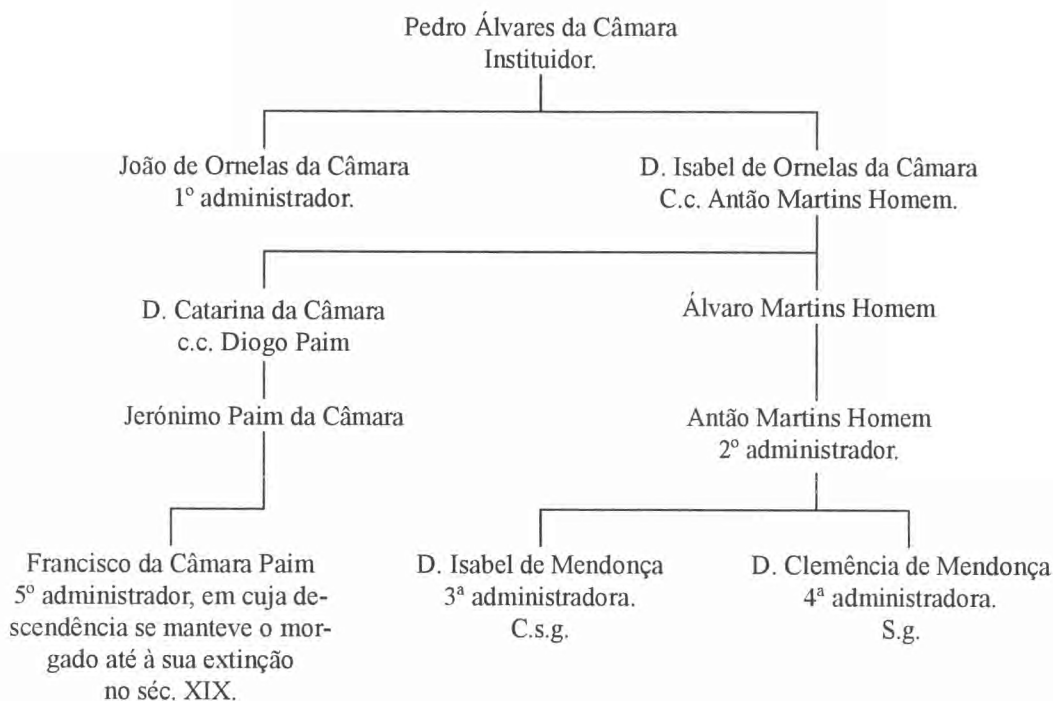 Pedro Álvares da Câmara
Instituidor.
João de Ornelas da Câmara
1º administrador.
D. Isabel de Ornelas da Câmara
C.c. Antão Martins Homem.
D. Catarina da Câmara
c.c. Diogo Paim
Álvaro Martins Homem
Jerónimo Paim da Câmara
Antão Martins Homem
2º administrador.
Francisco da Câmara Paim
5º administrador, em cuja de-
scendência se manteve o mor-
gado até à sua extinção
no séc. XIX.
D. Isabel de Mendonça
3ª administradora.
C.s.g.
D. Clemência de Mendonça
4ª administradora.
S.g.